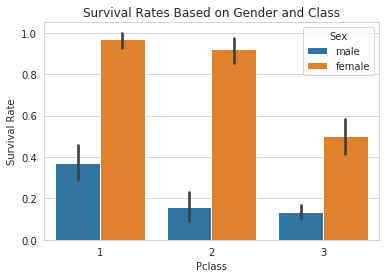 Survival Rates Based on Gender and Class
Sex
male
female
1.0
0.8
0.6
0.4
0.2
0.0
Survival Rate
1 2 3
Pclass